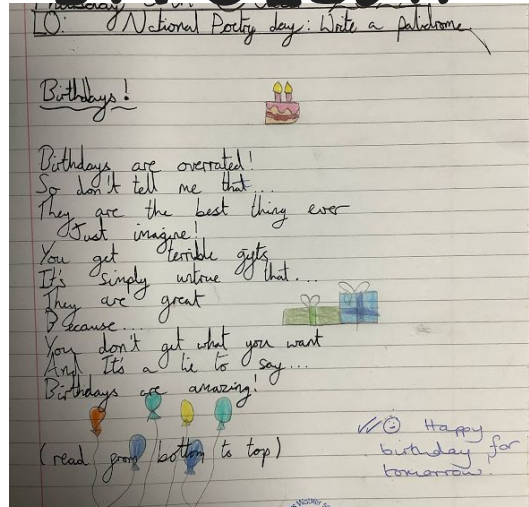 LO: National Poetry day: Write a palidrome
Birthdays!
Birthdays are overrated!
So don't tell me that...
They are the best thing ever
Just imagine!
You get terrible gifts
It's simply untrue that...
They are great
Because...
You don't get what you want
And It's a lie to say...
Birthdays are amazing!
(read from bottom to top)
Happy
birthday for
tomorrow!